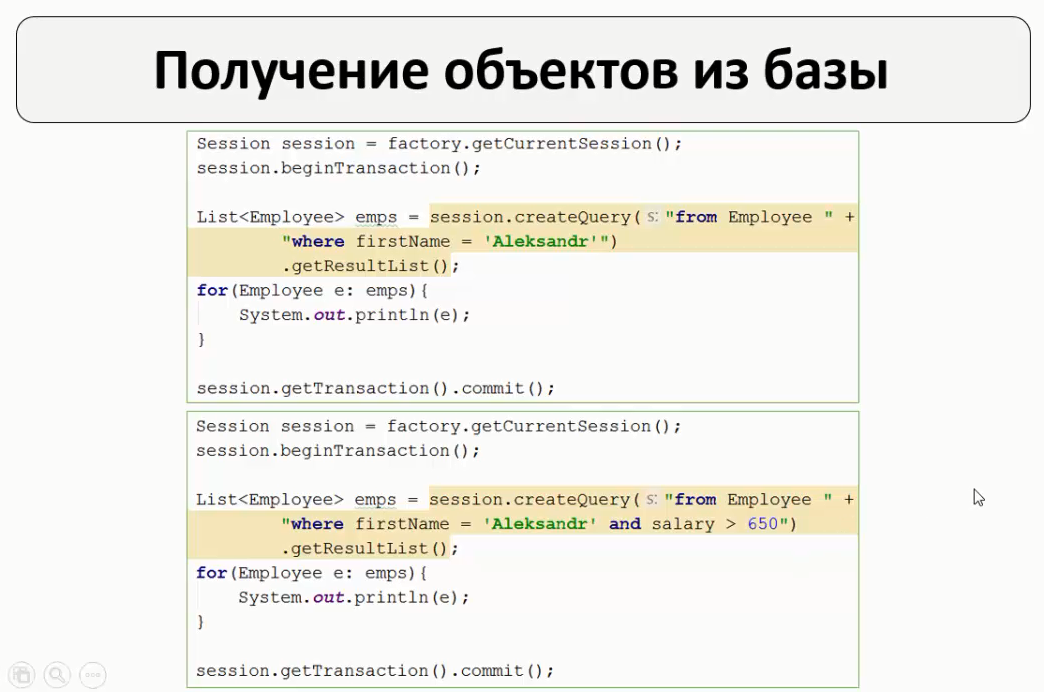 Получение объектов из базы
Session session = factory.getCurrentSession();
session.beginTransaction();
List<Employee> emps = session.createQuery( s: "from Employee " +
"where firstName = 'Aleksandr'")
.getResultList();
for(Employee e: emps){
System.out.println(e);
}
session.getTransaction().commit();
Session session = factory.getCurrentSession();
session.beginTransaction();
List<Employee> emps = session.createQuery( s: "from Employee " +
"where firstName = 'Aleksandr' and salary > 650")
.getResultList();
for(Employee e: emps){
System.out.println(e);
}
session.getTransaction().commit();